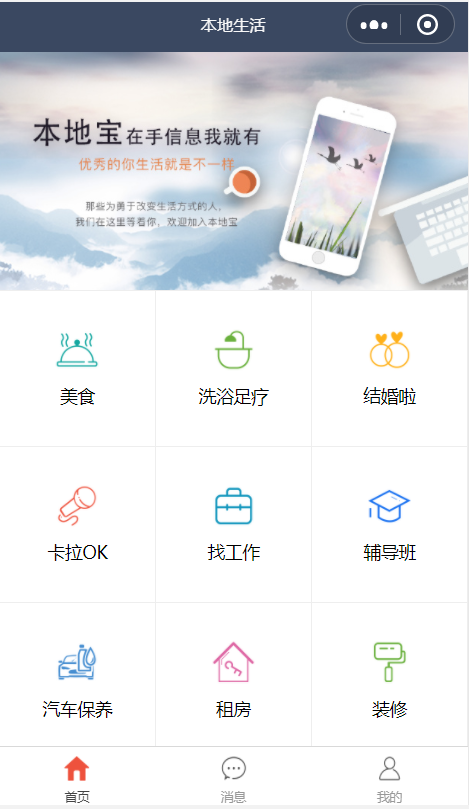 本地生活
本地宝在手信息我就有
优秀的你生活就是不一样
那些为勇于改变生活方式的人，
我们在这里等着你，欢迎加入本地宝
美食
洗浴足疗
结婚啦
卡拉OK
找工作
辅导班
汽车保养
租房
装修
首页
消息
我的